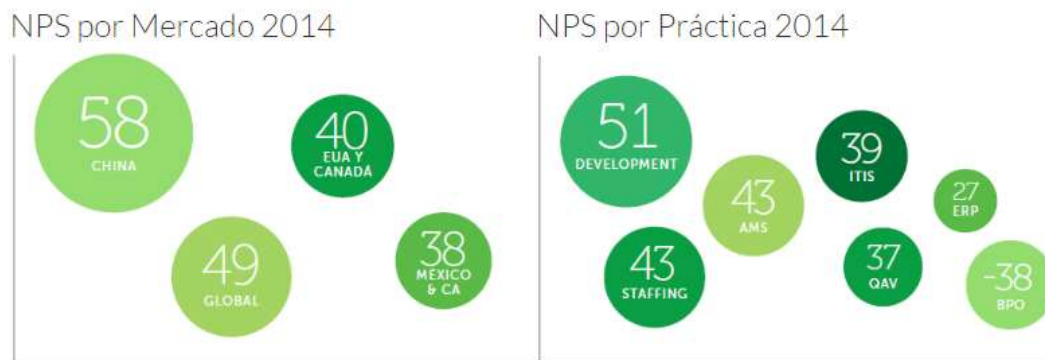 NPS por Mercado 2014
58
CHINA
40
EUA Y
CANADÁ
49
GLOBAL
38
MÉXICO
& CA
NPS por Práctica 2014
51
DEVELOPMENT
43
AMS
39
ITIS
27
ERP
43
STAFFING
37
QAV
-38
BPO